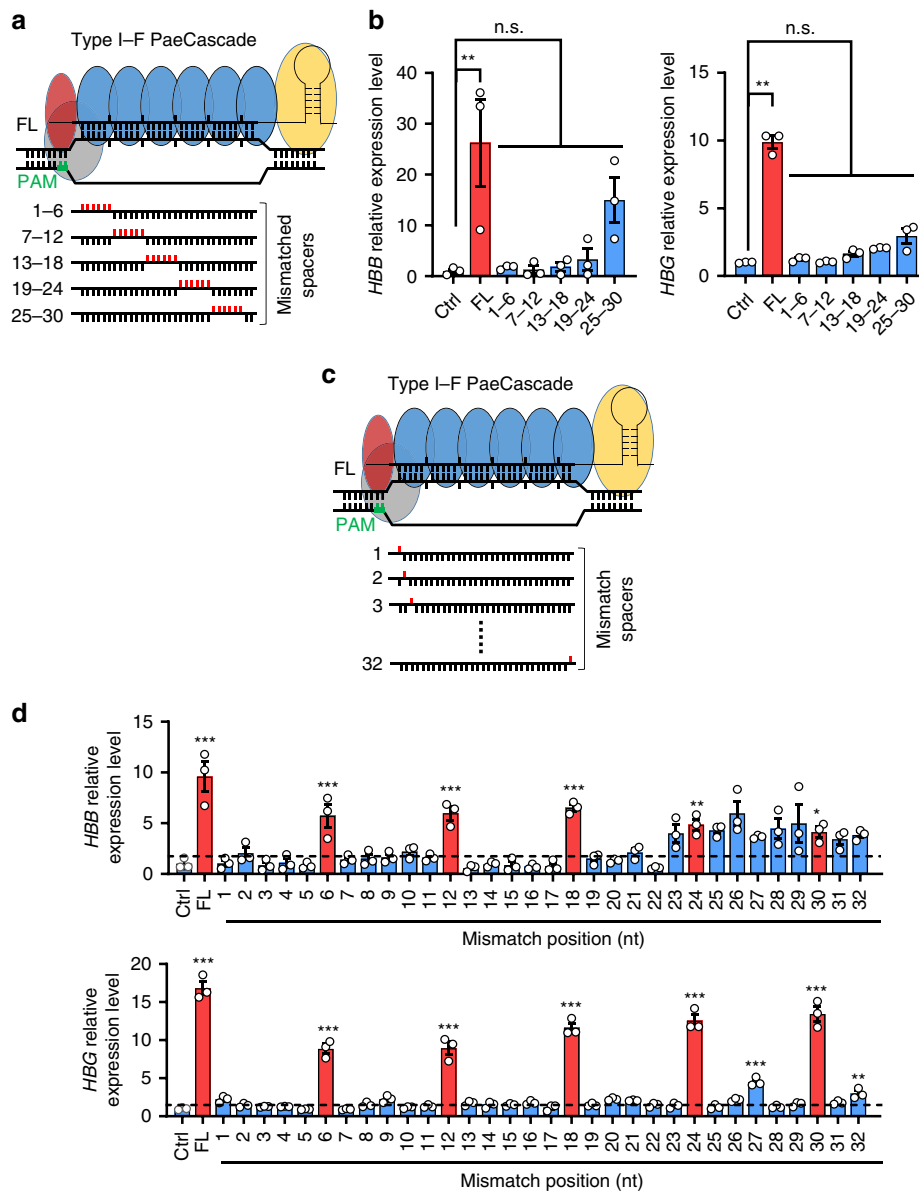 a
Type I–F PaeCascade
FL
PAM
1–6
7–12
13–18
19–24
25–30
Mismatched spacers
b
n.s.
**
HBB relative expression level
40
30
20
10
0
Ctrl
FL
1–6
7–12
13–18
19–24
25–30
n.s.
**
HBG relative expression level
15
10
5
0
Ctrl
FL
1–6
7–12
13–18
19–24
25–30
c
Type I–F PaeCascade
FL
PAM
1
2
3
32
Mismatch spacers
d
HBB relative
expression level
15
10
5
0
*** *** *** *** ** *
Ctrl FL 1 2 3 4 5 6 7 8 9 10 11 12 13 14 15 16 17 18 19 20 21 22 23 24 25 26 27 28 29 30 31 32
Mismatch position (nt)
HBG relative
expression level
20
15
10
5
0
*** *** *** *** *** *** *** **
Ctrl FL 1 2 3 4 5 6 7 8 9 10 11 12 13 14 15 16 17 18 19 20 21 22 23 24 25 26 27 28 29 30 31 32
Mismatch position (nt)